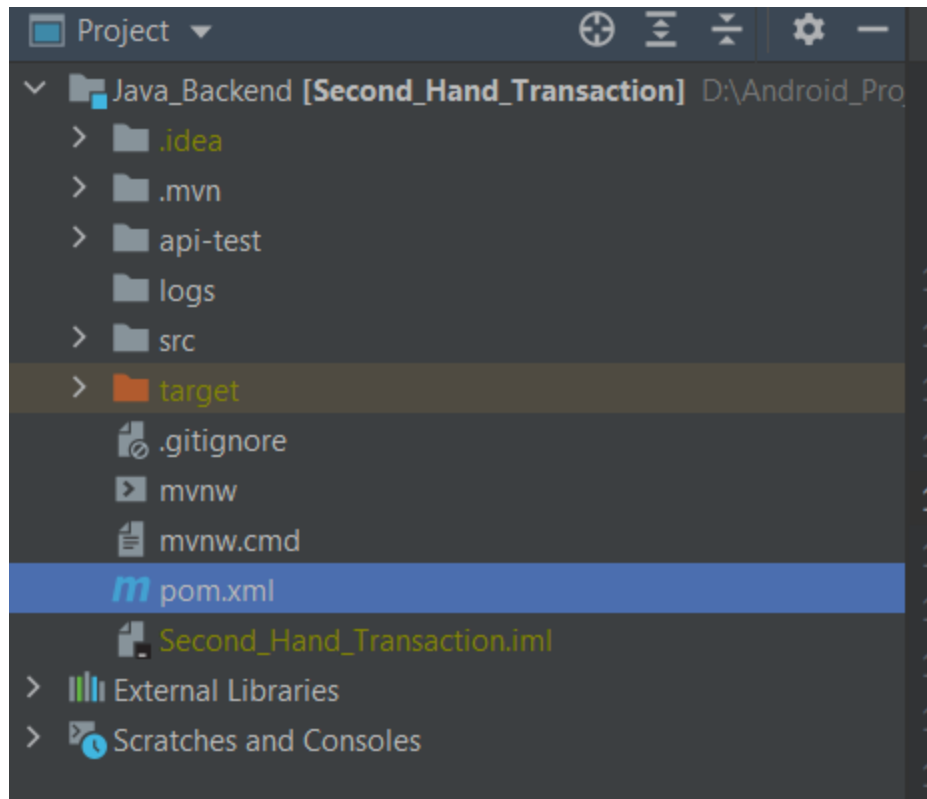 Project
Java_Backend [Second_Hand_Transaction] D:\Android_Pro
.idea
.mvn
api-test
logs
src
target
.gitignore
mvnw
mvnw.cmd
pom.xml
Second_Hand_Transaction.iml
External Libraries
Scratches and Consoles